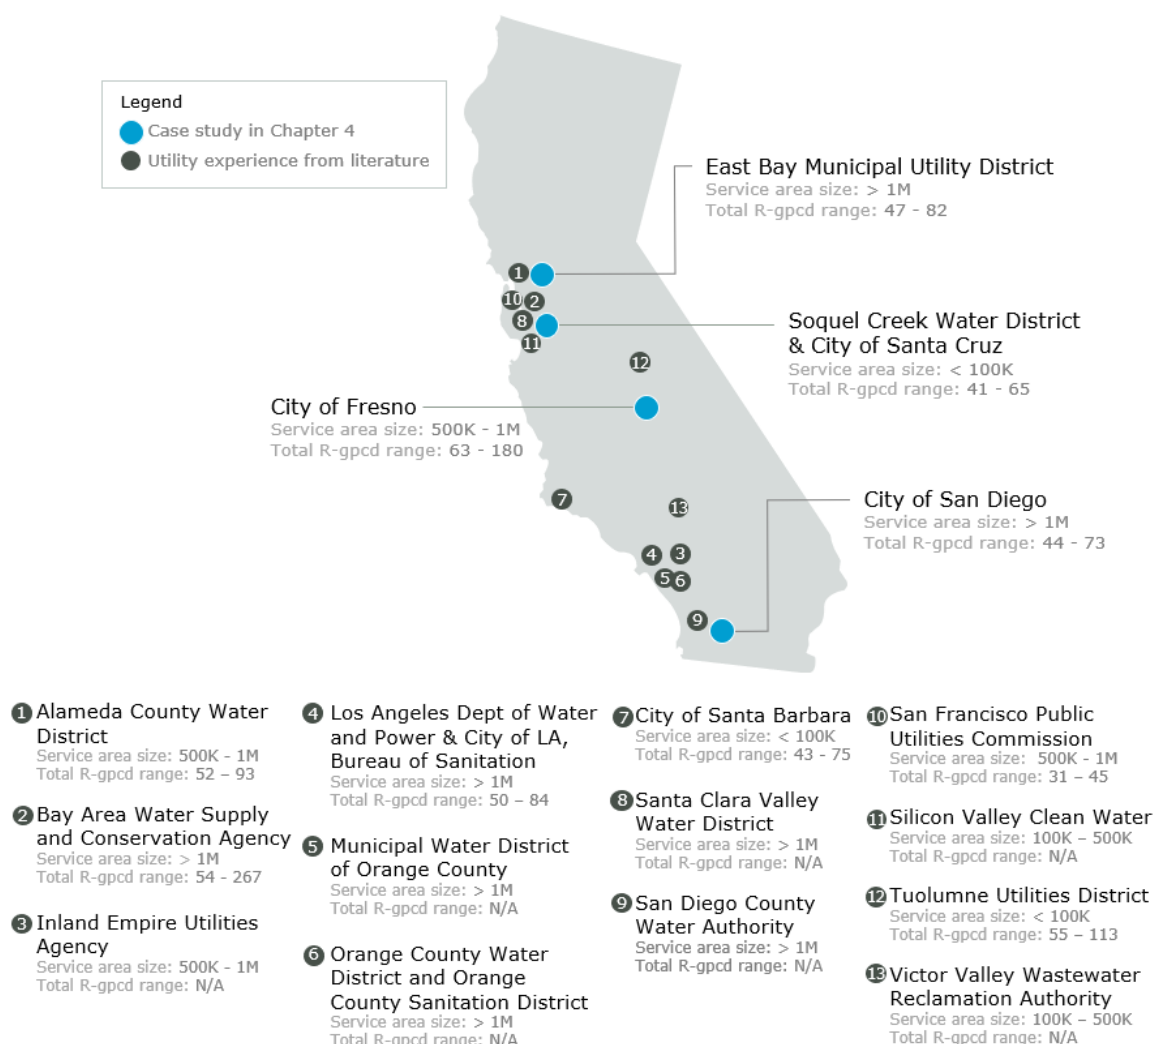 Legend
Case study in Chapter 4
Utility experience from literature
East Bay Municipal Utility District
Service area size: > 1M
Total R-gpcd range: 47 - 82
1
10
2
8
11
12
Soquel Creek Water District
& City of Santa Cruz
Service area size: < 100K
Total R-gpcd range: 41 - 65
City of Fresno
Service area size: 500K - 1M
Total R-gpcd range: 63 - 180
7
13
4
3
5
6
9
City of San Diego
Service area size: > 1M
Total R-gpcd range: 44 - 73
1 Alameda County Water
District
Service area size: 500K - 1M
Total R-gpcd range: 52 – 93
2 Bay Area Water Supply
and Conservation Agency
Service area size: > 1M
Total R-gpcd range: 54 - 267
3 Inland Empire Utilities
Agency
Service area size: 500K - 1M
Total R-gpcd range: N/A
4 Los Angeles Dept of Water
and Power & City of LA,
Bureau of Sanitation
Service area size: > 1M
Total R-gpcd range: 50 – 84
5 Municipal Water District
of Orange County
Service area size: > 1M
Total R-gpcd range: N/A
6 Orange County Water
District and Orange
County Sanitation District
Service area size: > 1M
Total R-gpcd range: N/A
7 City of Santa Barbara
Service area size: < 100K
Total R-gpcd range: 43 - 75
8 Santa Clara Valley
Water District
Service area size: > 1M
Total R-gpcd range: N/A
9 San Diego County
Water Authority
Service area size: > 1M
Total R-gpcd range: N/A
10 San Francisco Public
Utilities Commission
Service area size: 500K - 1M
Total R-gpcd range: 31 – 45
11 Silicon Valley Clean Water
Service area size: 100K – 500K
Total R-gpcd range: N/A
12 Tuolumne Utilities District
Service area size: < 100K
Total R-gpcd range: 55 – 113
13 Victor Valley Wastewater
Reclamation Authority
Service area size: 100K – 500K
Total R-gpcd range: N/A